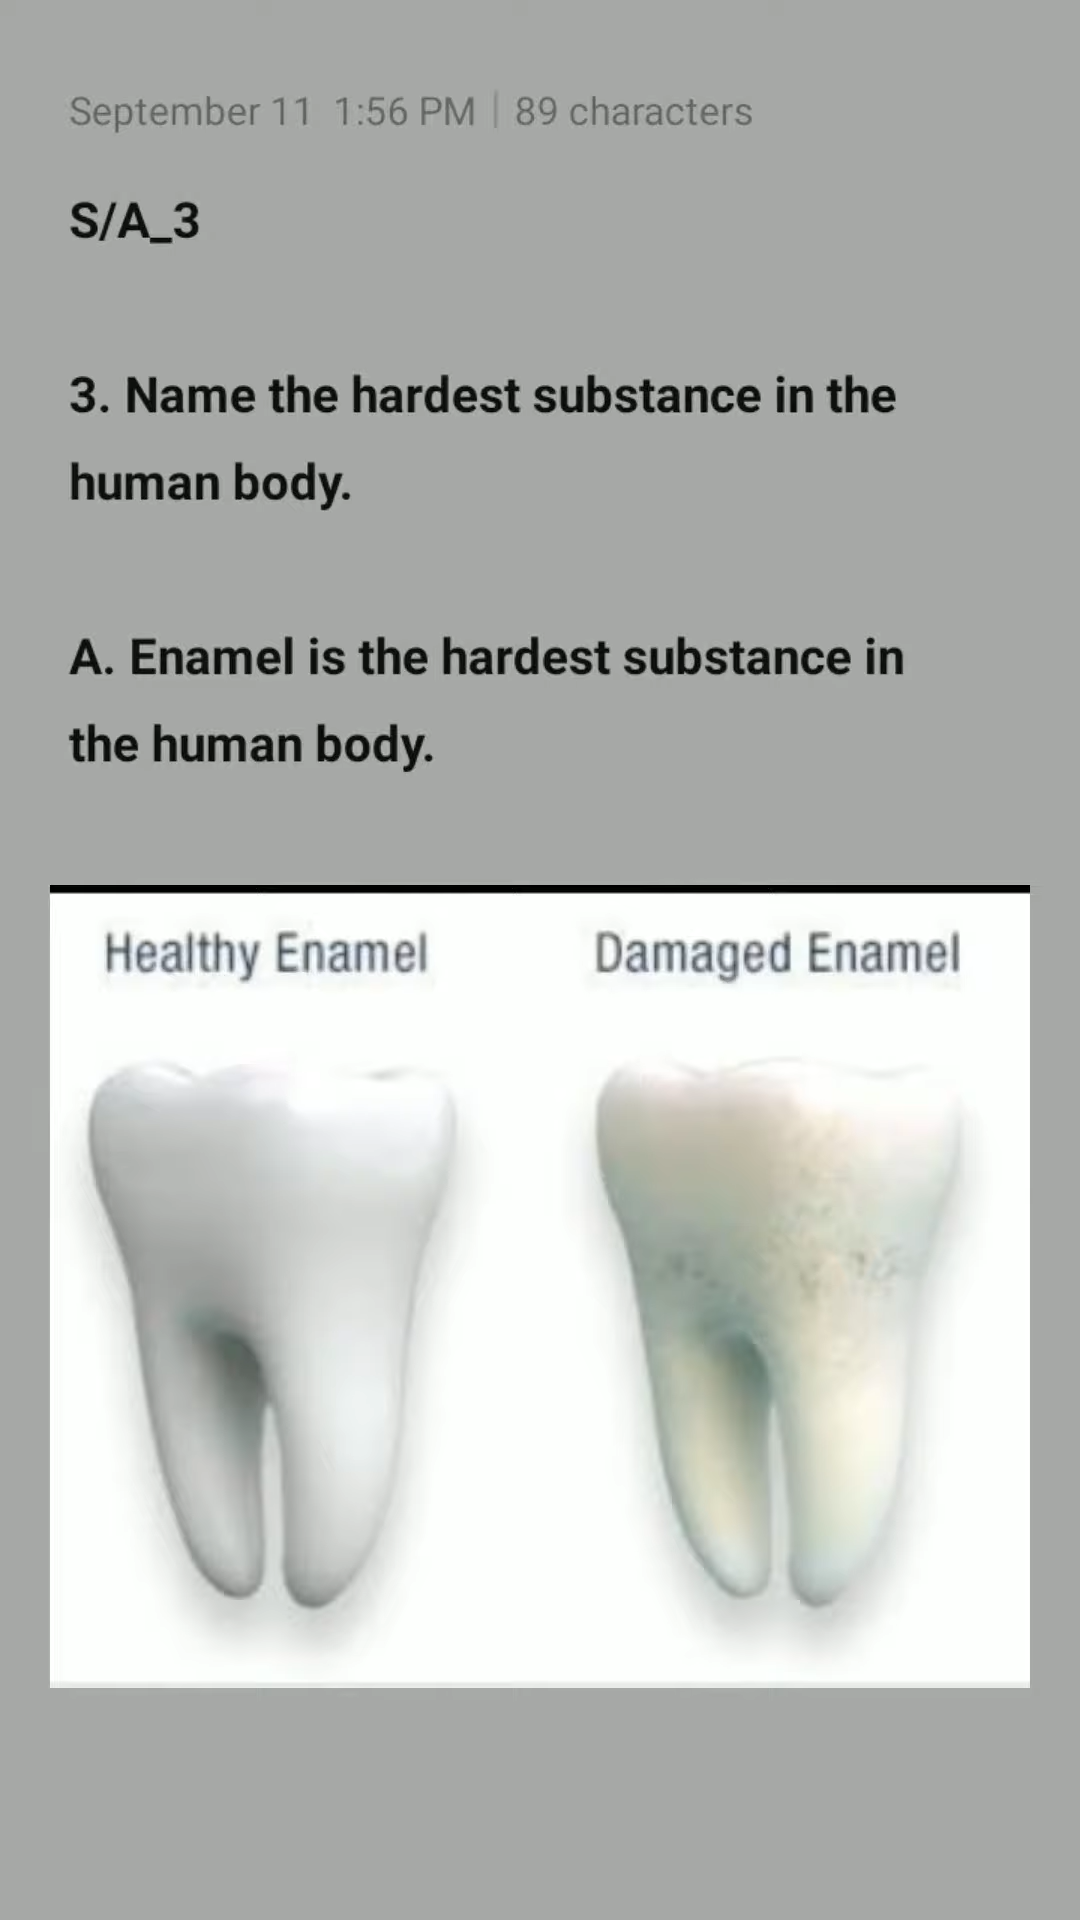 September 11 1:56 PM | 89 characters
S/A_3
3. Name the hardest substance in the
human body.
A. Enamel is the hardest substance in
the human body.
Healthy Enamel
Damaged Enamel